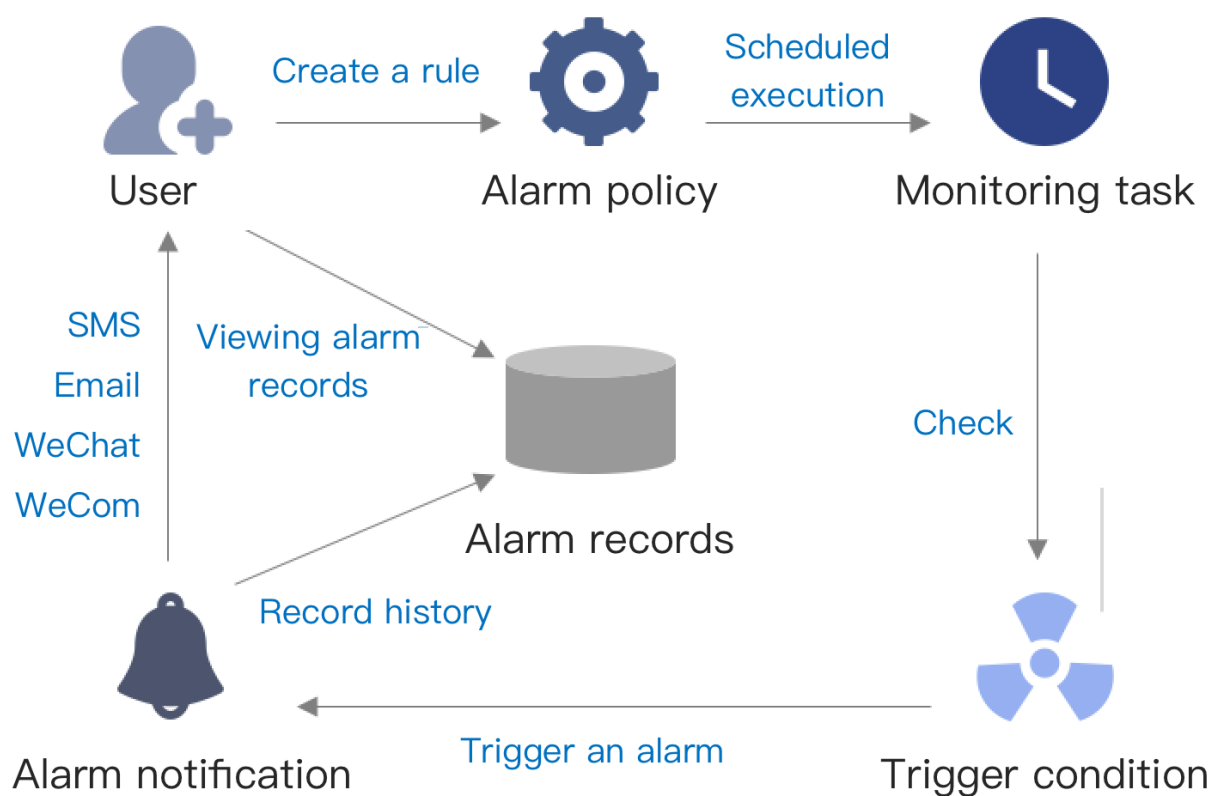 Create a rule
Scheduled
execution
User
Alarm policy
Monitoring task
SMS
Email
WeChat
WeCom
Viewing alarm
records
Check
Alarm records
Record history
Trigger an alarm
Alarm notification
Trigger condition